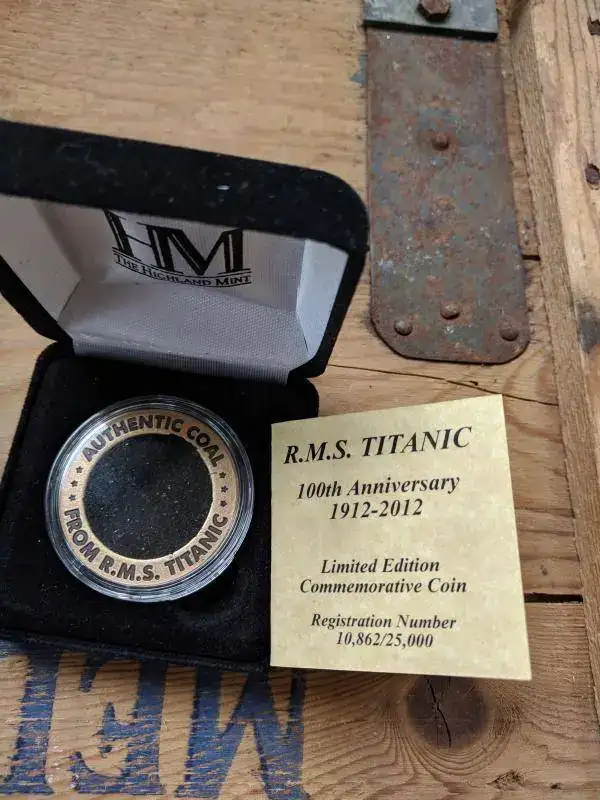 HM
THE HIGHLAND MINT
AUTHENTIC COAL
FROM R.M.S. TITANIC
R.M.S. TITANIC
100th Anniversary
1912-2012
Limited Edition
Commemorative Coin
Registration Number
10,862/25,000